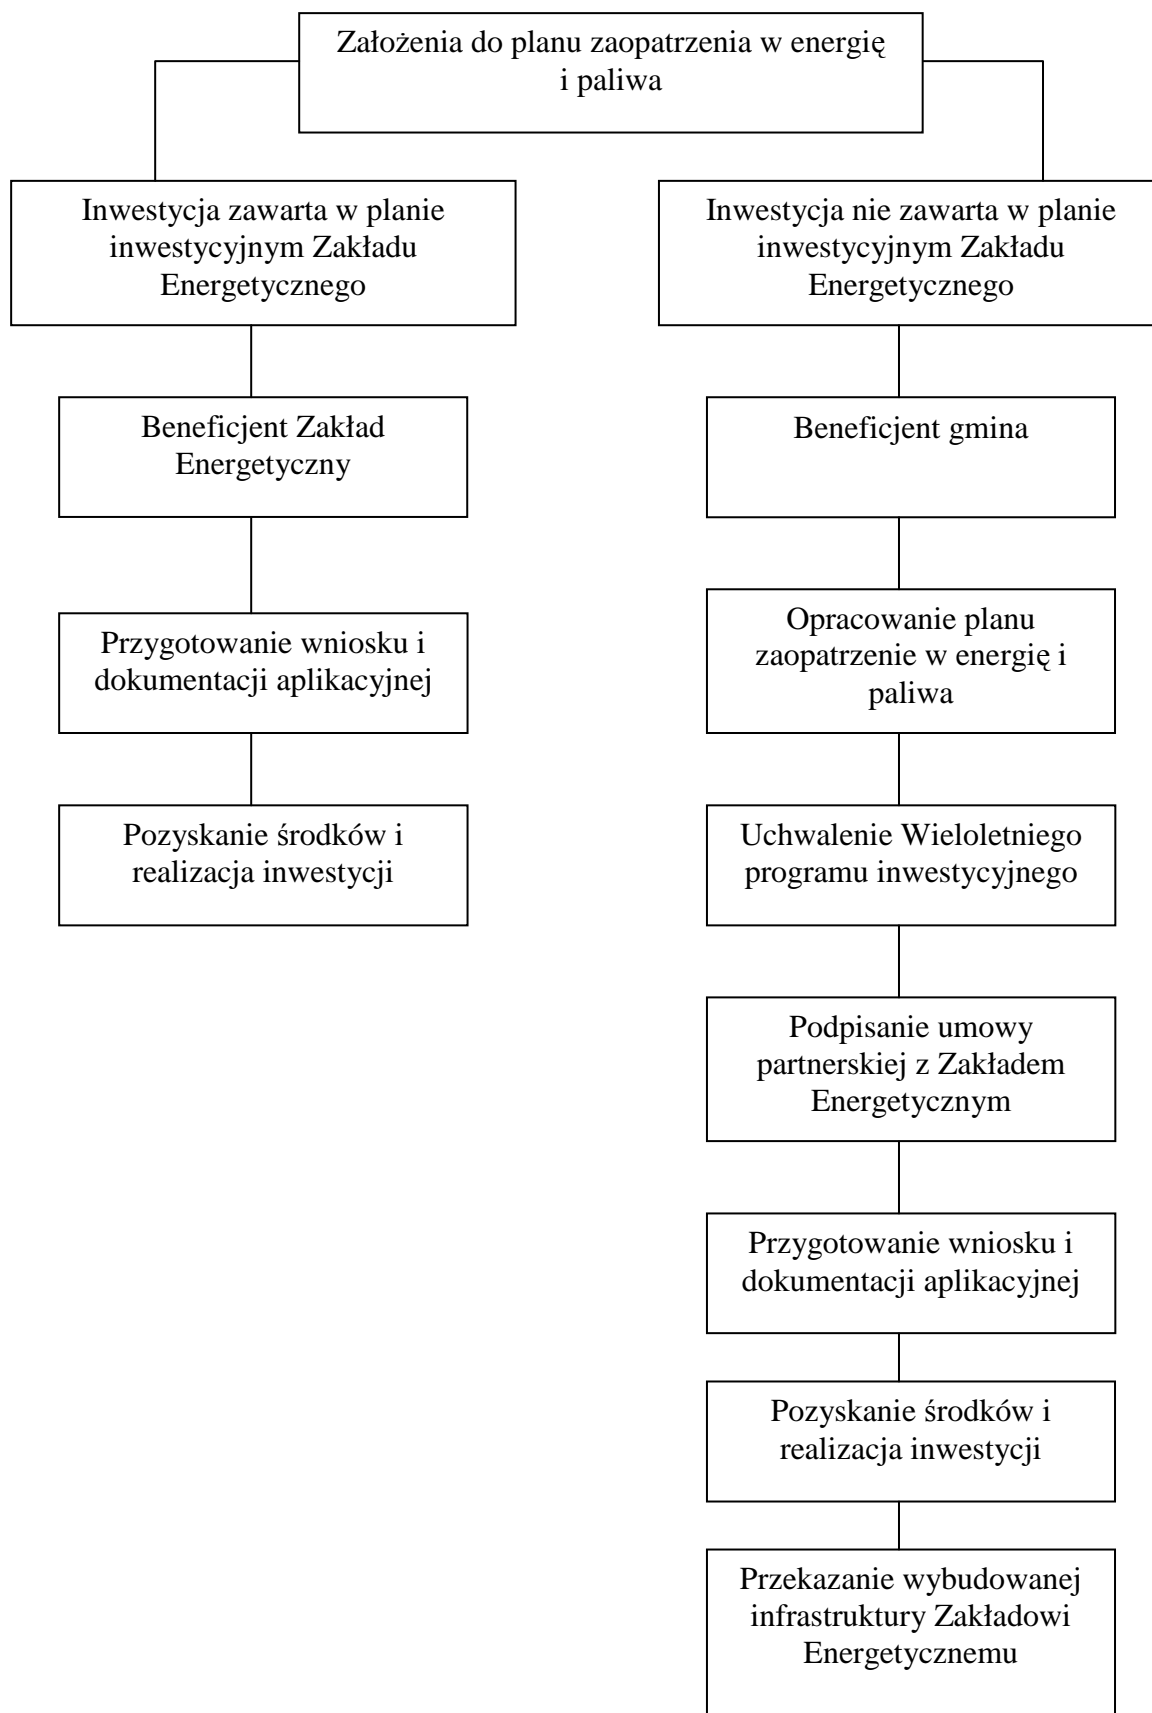 Założenia do planu zaopatrzenia w energię
i paliwa
Inwestycja zawarta w planie
inwestycyjnym Zakładu
Energetycznego
Beneficjent Zakład
Energetyczny
Przygotowanie wniosku i
dokumentacji aplikacyjnej
Pozyskanie środków i
realizacja inwestycji
Inwestycja nie zawarta w planie
inwestycyjnym Zakładu
Energetycznego
Beneficjent gmina
Opracowanie planu
zaopatrzenie w energię i
paliwa
Uchwalenie Wieloletniego
programu inwestycyjnego
Podpisanie umowy
partnerskiej z Zakładem
Energetycznym
Przygotowanie wniosku i
dokumentacji aplikacyjnej
Pozyskanie środków i
realizacja inwestycji
Przekazanie wybudowanej
infrastruktury Zakładowi
Energetycznemu